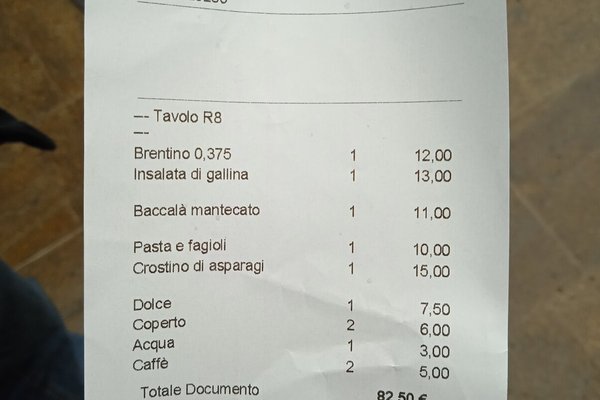 --- Tavolo R8
---
Brentino 0,375 1 12,00
Insalata di gallina 1 13,00
Baccalà mantecato 1 11,00
Pasta e fagioli 1 10,00
Crostino di asparagi 1 15,00
Dolce 1 7,50
Coperto 2 6,00
Acqua 1 3,00
Caffè 2 5,00
Totale Documento 82,50 €